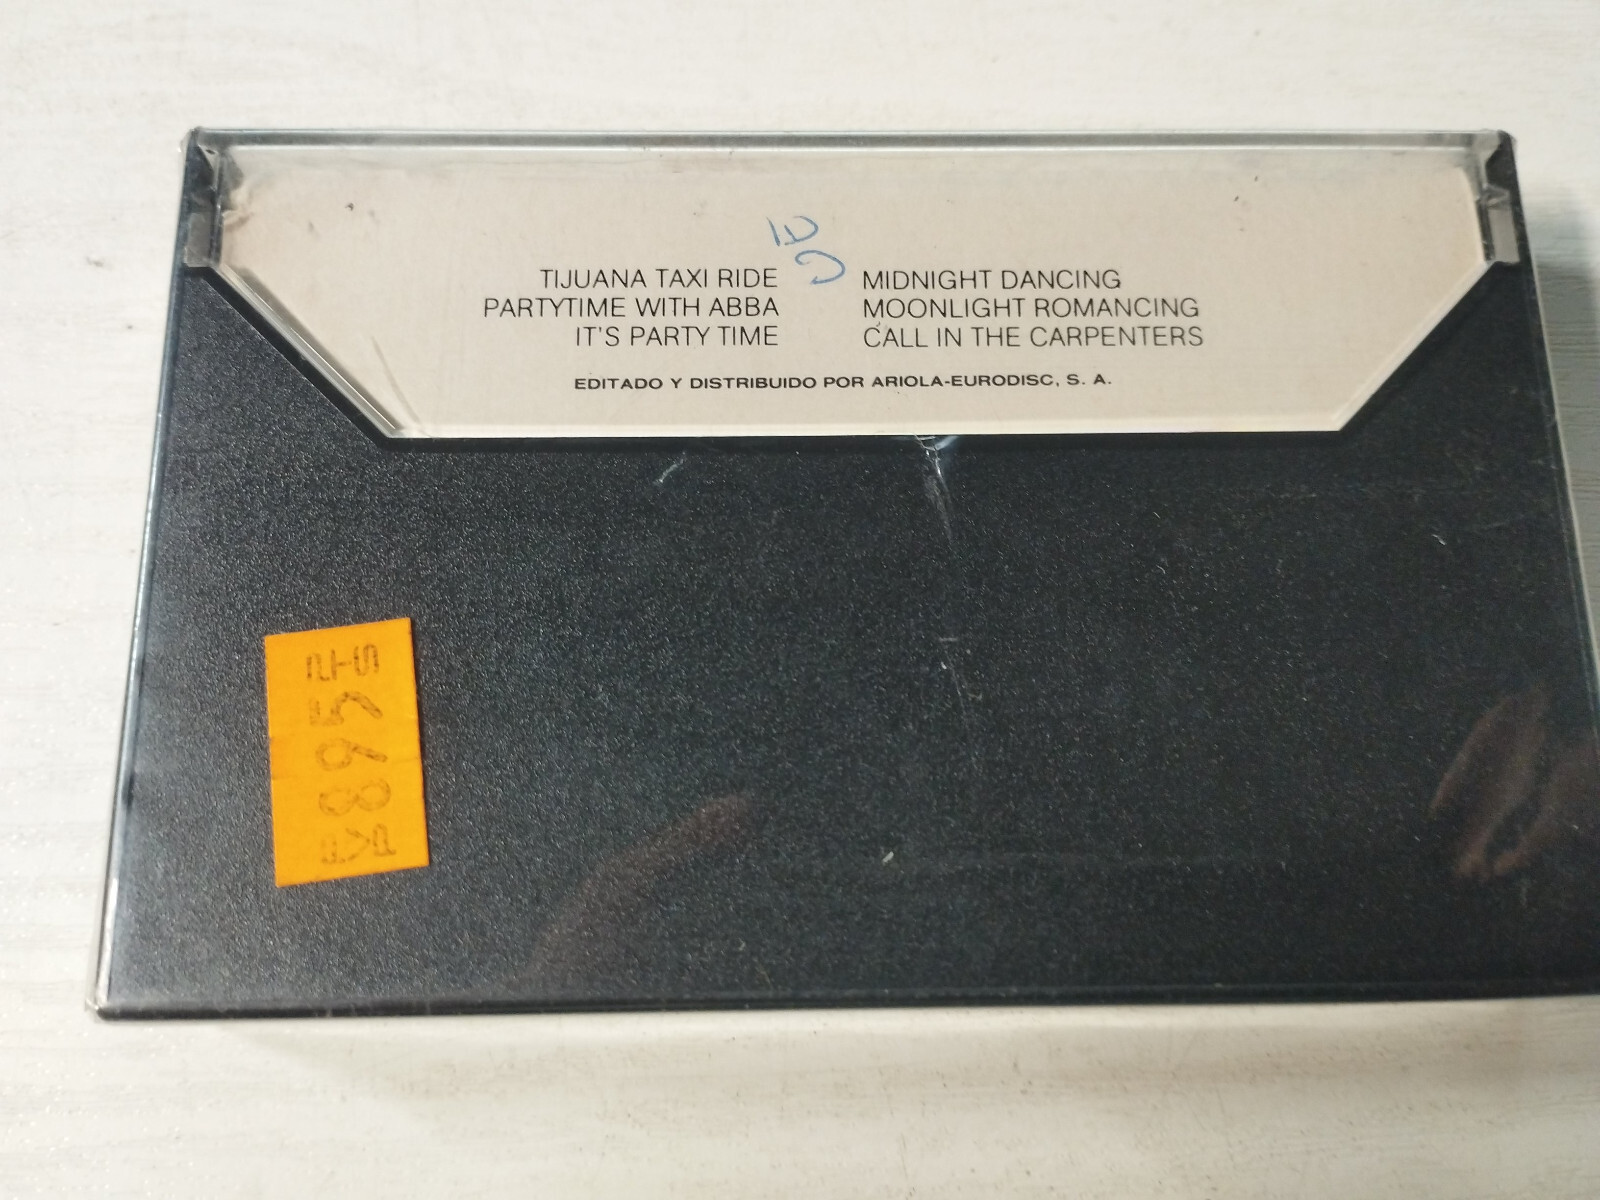 TIJUANA TAXI RIDE
PARTYTIME WITH ABBA
IT'S PARTY TIME
MIDNIGHT DANCING
MOONLIGHT ROMANCING
CALL IN THE CARPENTERS
EDITADO Y DISTRIBUIDO POR ARIOLA-EURODISC, S. A.
895